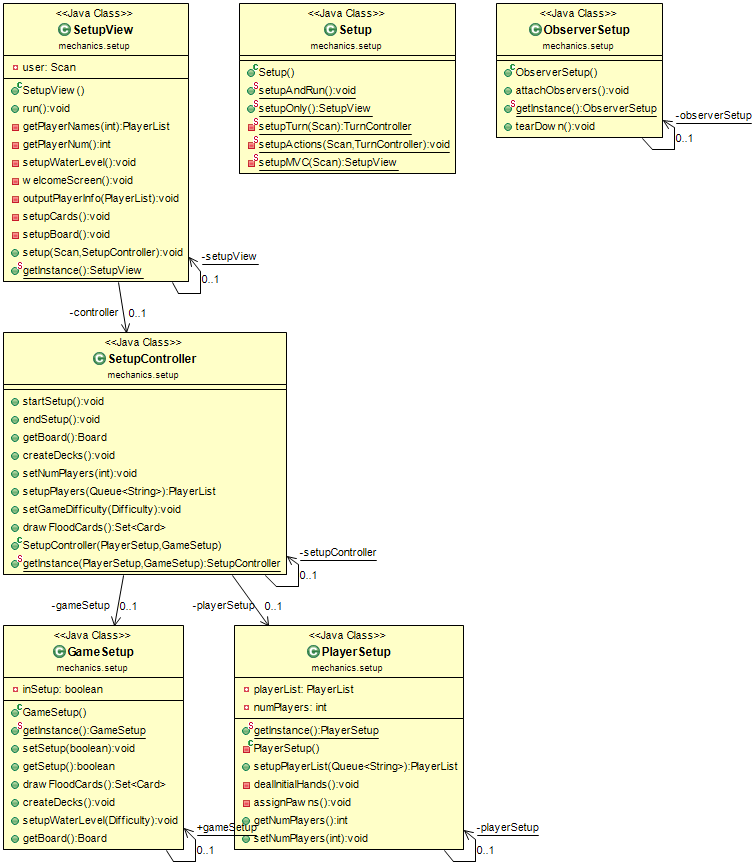 <<Java Class>>
SetupView
mechanics.setup
user: Scan
SetupView()
run():void
getPlayerNames(int):PlayerList
getPlayerNum():int
setupWaterLevel():void
welcomeScreen():void
outputPlayerInfo(PlayerList):void
setupCards():void
setupBoard():void
setup(Scan,SetupController):void
getInstance():SetupView
-setupView
0..1
<<Java Class>>
Setup
mechanics.setup
Setup()
setupAndRun():void
setupOnly():SetupView
setupTurn(Scan):TurnController
setupActions(Scan,TurnController):void
setupMVC(Scan):SetupView
<<Java Class>>
ObserverSetup
mechanics.setup
ObserverSetup()
attachObservers():void
getInstance():ObserverSetup
tearDown():void
-observerSetup
0..1
-controller
0..1
<<Java Class>>
SetupController
mechanics.setup
startSetup():void
endSetup():void
getBoard():Board
createDecks():void
setNumPlayers(int):void
setupPlayers(Queue<String>):PlayerList
setGameDifficulty(Difficulty):void
drawFloodCards():Set<Card>
SetupController(PlayerSetup,GameSetup)
getInstance(PlayerSetup,GameSetup):SetupController
-setupController
0..1
-gameSetup
0..1
-playerSetup
0..1
<<Java Class>>
GameSetup
mechanics.setup
inSetup: boolean
GameSetup()
getInstance():GameSetup
setSetup(boolean):void
getSetup():boolean
drawFloodCards():Set<Card>
createDecks():void
setupWaterLevel(Difficulty):void
getBoard():Board
+gameSetup
0..1
<<Java Class>>
PlayerSetup
mechanics.setup
playerList: PlayerList
numPlayers: int
getInstance():PlayerSetup
PlayerSetup()
setupPlayerList(Queue<String>):PlayerList
dealInitialHands():void
assignPawns():void
getNumPlayers():int
setNumPlayers(int):void
-playerSetup
0..1